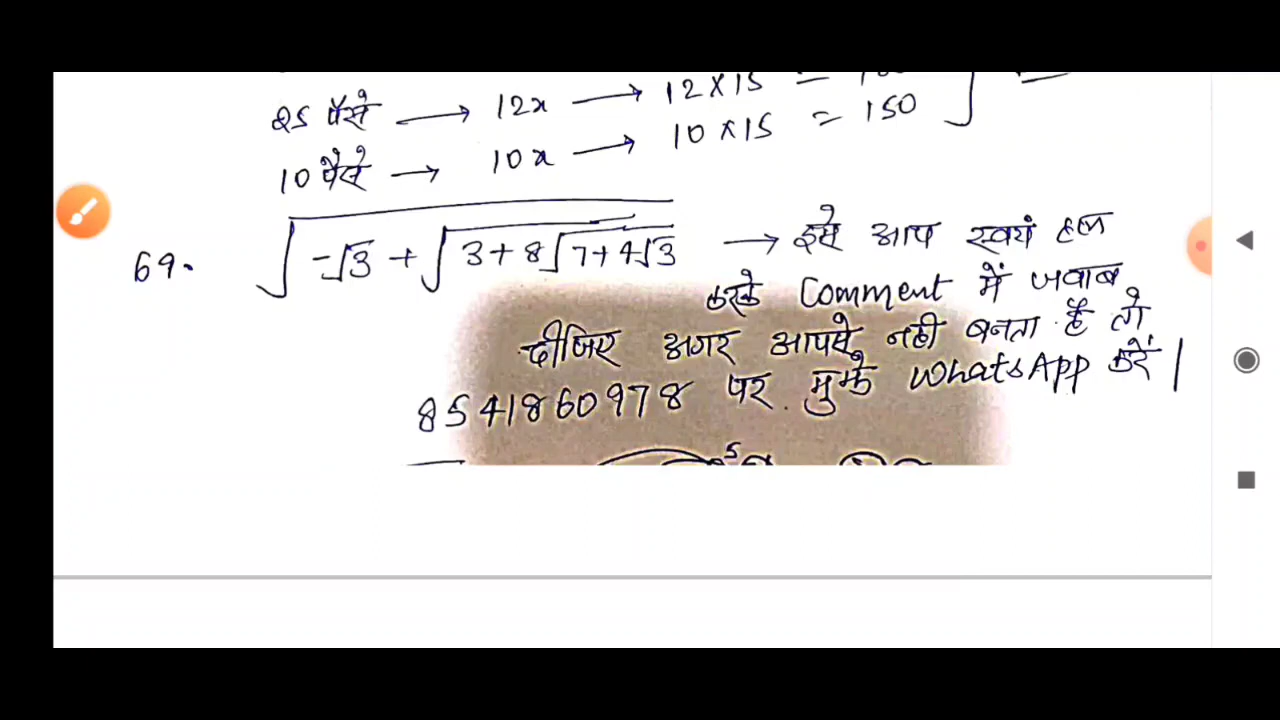 25 पैसे → 12x → 12×15 =
10 पैसे → 10x → 10×15 = 150
69. √(-√3 + √(3+8√(7+4√3))) → इसे आप स्वयं हल
करके Comment में जवाब
दीजिए अगर आपसे नही बनता है तो
8541860978 पर मुझे WhatsApp करें|